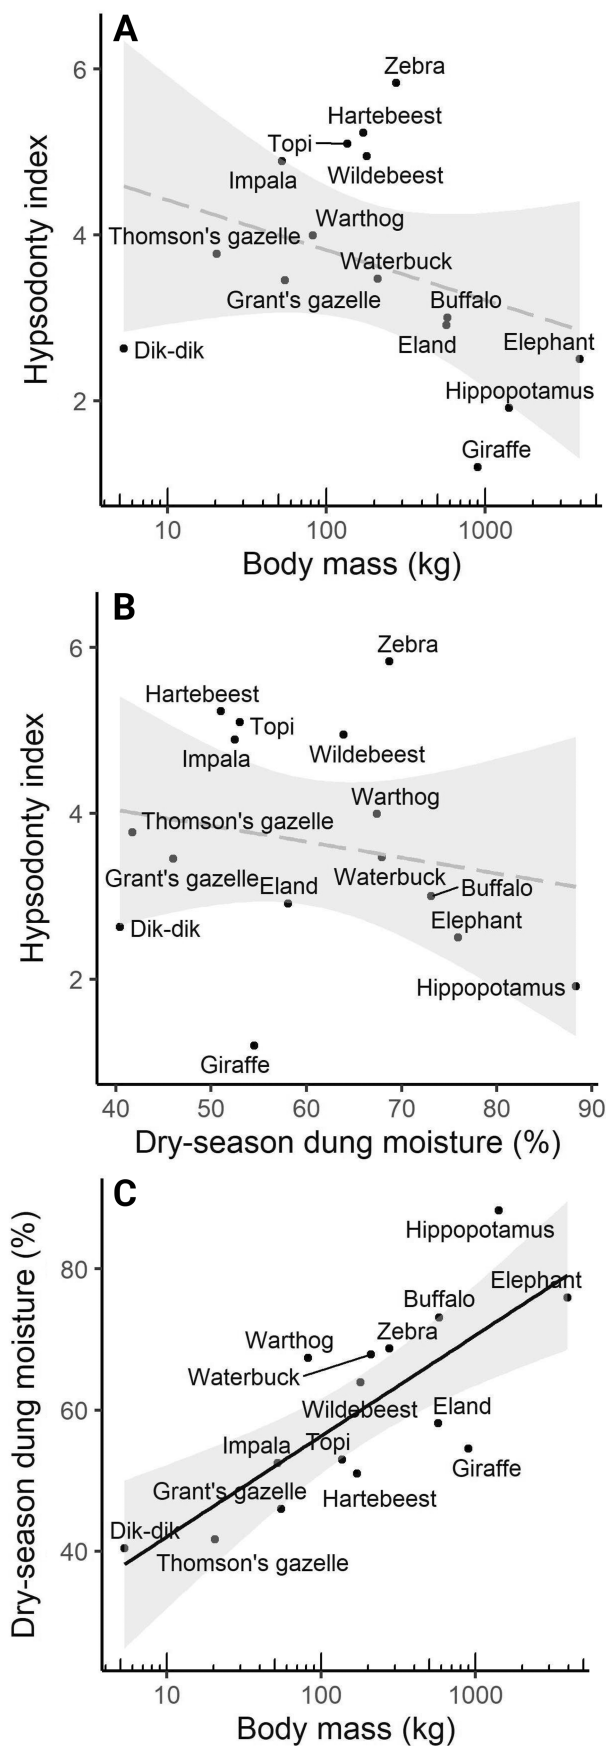 A
Zebra
6
Hartebeest
Topi
Wildebeest
Impala
Warthog
4
Thomson's gazelle
Waterbuck
Grant's gazelle
Buffalo
Eland
Elephant
Dik-dik
Hippopotamus
2
Giraffe
Hypsodonty index
10
100
1000
Body mass (kg)
B
Zebra
6
Hartebeest
Topi
Impala
Wildebeest
Warthog
4
Thomson's gazelle
Grant's gazelle
Waterbuck
Eland
Buffalo
Elephant
Dik-dik
Hippopotamus
2
Giraffe
Hypsodonty index
40
50
60
70
80
90
Dry-season dung moisture (%)
C
Hippopotamus
80
Elephant
Buffalo
Zebra
Warthog
Waterbuck
60
Wildebeest
Eland
Impala
Topi
Giraffe
Grant's gazelle
Hartebeest
Dik-dik
40
Thomson's gazelle
Dry-season dung moisture (%)
10
100
1000
Body mass (kg)